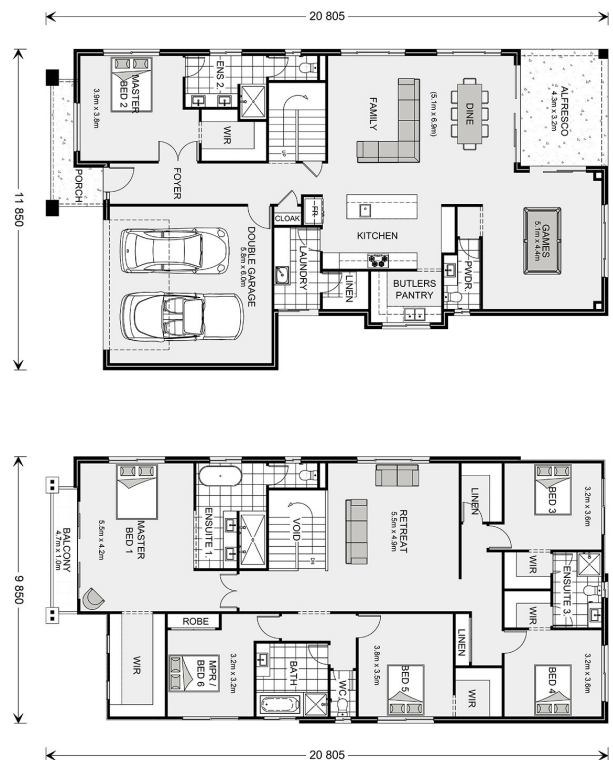 20 805
11 850
MASTER
BED 2
3.9m x 3.8m
ENS 2.
WIR
UP
FOYER
PORCH
FAMILY
(5.1m x 6.9m)
DINE
ALFRESCO
4.3m x 3.2m
DOUBLE GARAGE
5.8m x 6.0m
CLOAK
FR
KITCHEN
LAUNDRY
LINEN
BUTLERS
PANTRY
PWDR.
GAMES
5.1m x 4.4m
9 850
BALCONY
4.7m x 1.0m
MASTER
BED 1
5.5m x 4.2m
ENSUITE 1.
VOID
RETREAT
5.5m x 4.9m
LINEN
BED 3
3.2m x 3.6m
WIR
ENSUITE 3.
WIR
ROBE
WIR
MPR /
BED 6
3.2m x 3.2m
BATH
WC
3.8m x 3.5m
BED 5
LINEN
WIR
BED 4
3.2m x 3.6m
20 805